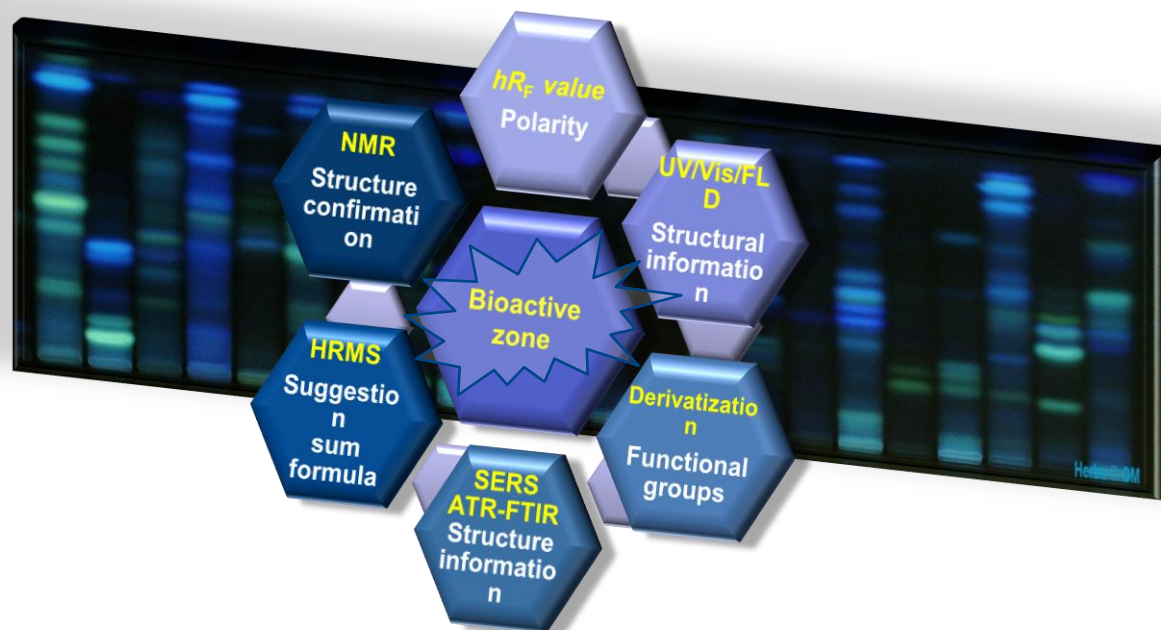 hRF value
Polarity
UV/Vis/FL
D
Structural
informatio
n
Derivatizatio
n
Functional
groups
SERS
ATR-FTIR
Structure
informatio
n
HRMS
Suggestio
n
sum
formula
NMR
Structure
confirmati
on
Bioactive
zone